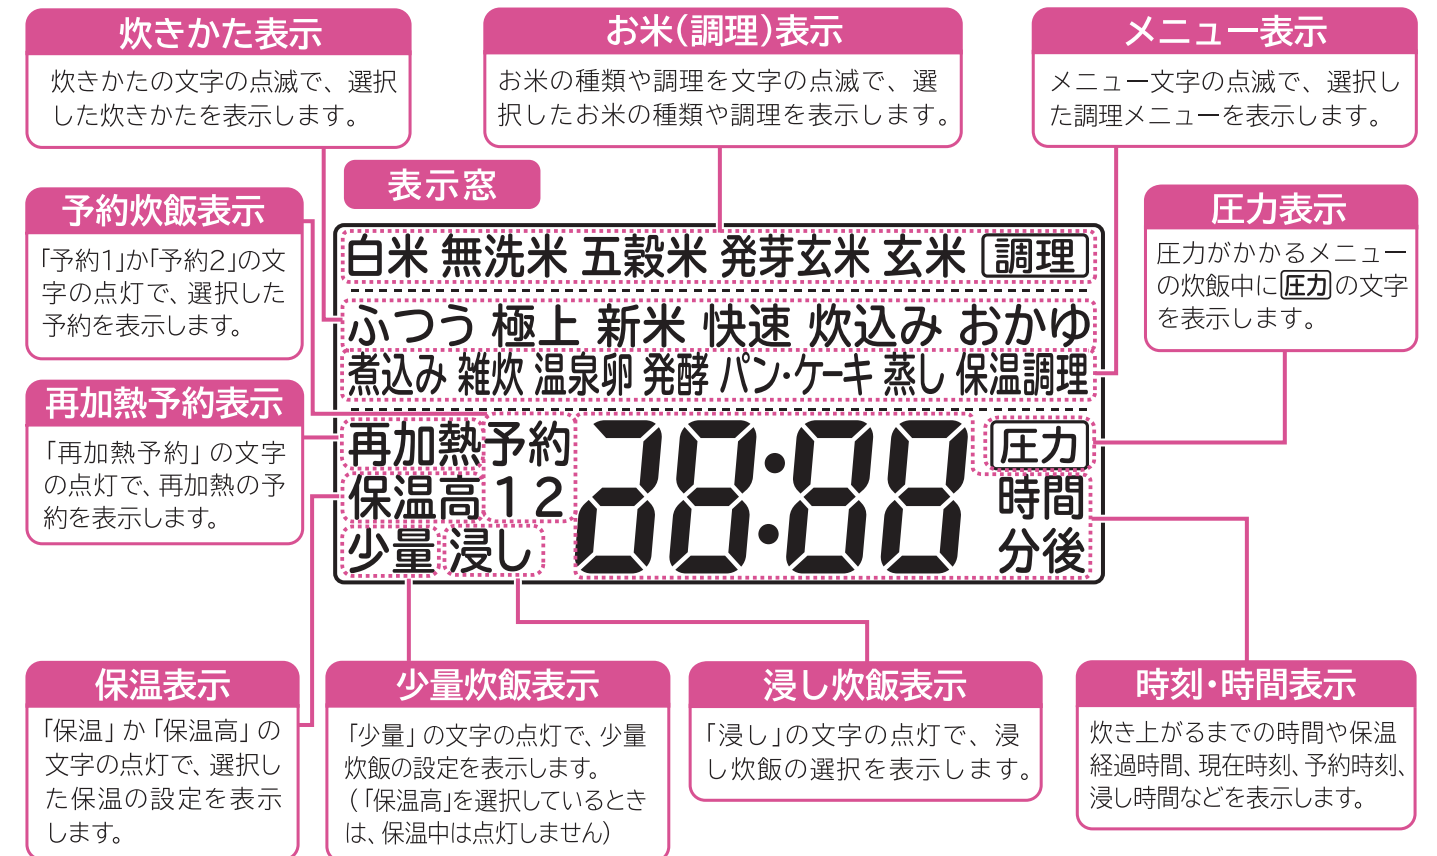 炊きかた表示
炊きかたの文字の点滅で、選択
した炊きかたを表示します。
お米(調理)表示
お米の種類や調理を文字の点滅で、選
択したお米の種類や調理を表示します。
メニュー表示
メニュー文字の点滅で、選択し
た調理メニューを表示します。
表示窓
予約炊飯表示
「予約1」か「予約2」の文
字の点灯で、選択した
予約を表示します。
圧力表示
圧力がかかるメニュー
の炊飯中に圧力の文字
を表示します。
再加熱予約表示
「再加熱予約」の文字
の点灯で、再加熱の予
約を表示します。
白米 無洗米 五穀米 発芽玄米 玄米 調理
ふつう 極上 新米 快速 炊込み おかゆ
煮込み 雑炊 温泉卵 発酵 パン・ケーキ 蒸し 保温調理
再加熱予約 28:88 圧力
保温高 1 2 時間
少量 浸し 分後
保温表示
「保温」か「保温高」の
文字の点灯で、選択し
た保温の設定を表示
します。
少量炊飯表示
「少量」の文字の点灯で、少量
炊飯の設定を表示します。
(「保温高」を選択しているとき
は、保温中は点灯しません)
浸し炊飯表示
「浸し」の文字の点灯で、浸
し炊飯の選択を表示します。
時刻・時間表示
炊き上がるまでの時間や保温
経過時間、現在時刻、予約時刻、
浸し時間などを表示します。